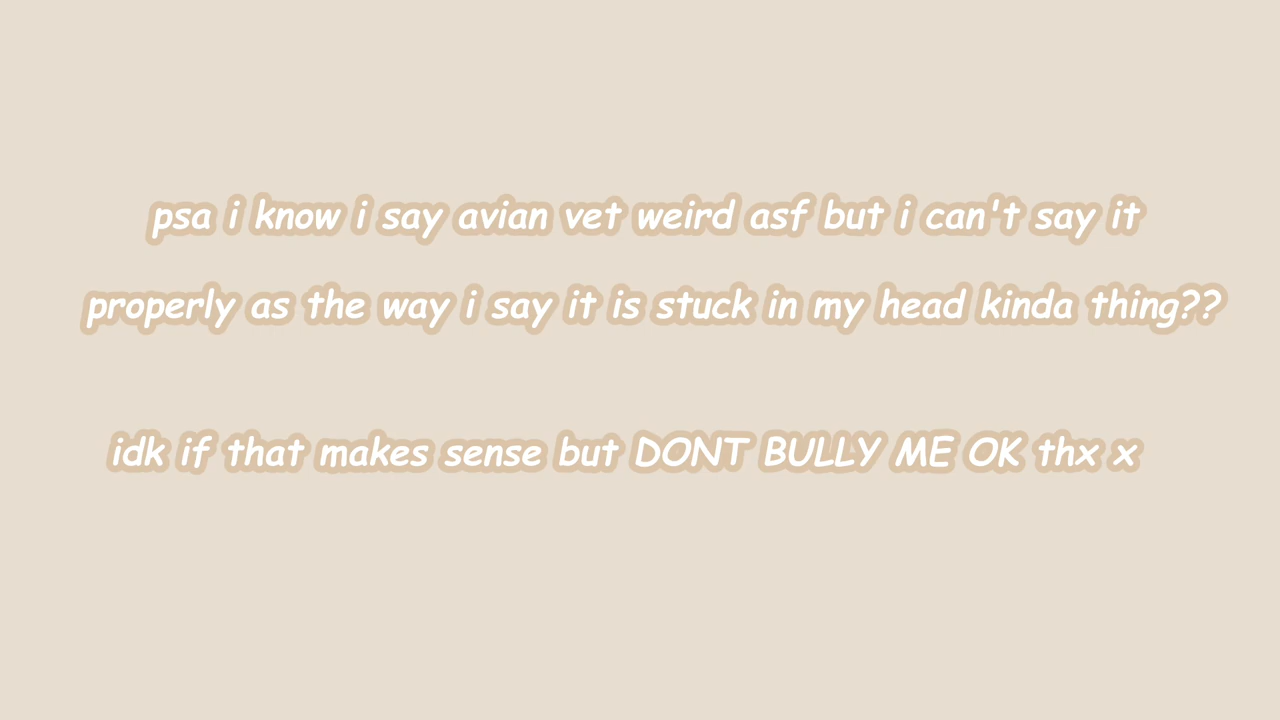 psa i know i say avian vet weird asf but i can't say it
properly as the way i say it is stuck in my head kinda thing??
idk if that makes sense but DONT BULLY ME OK thx x